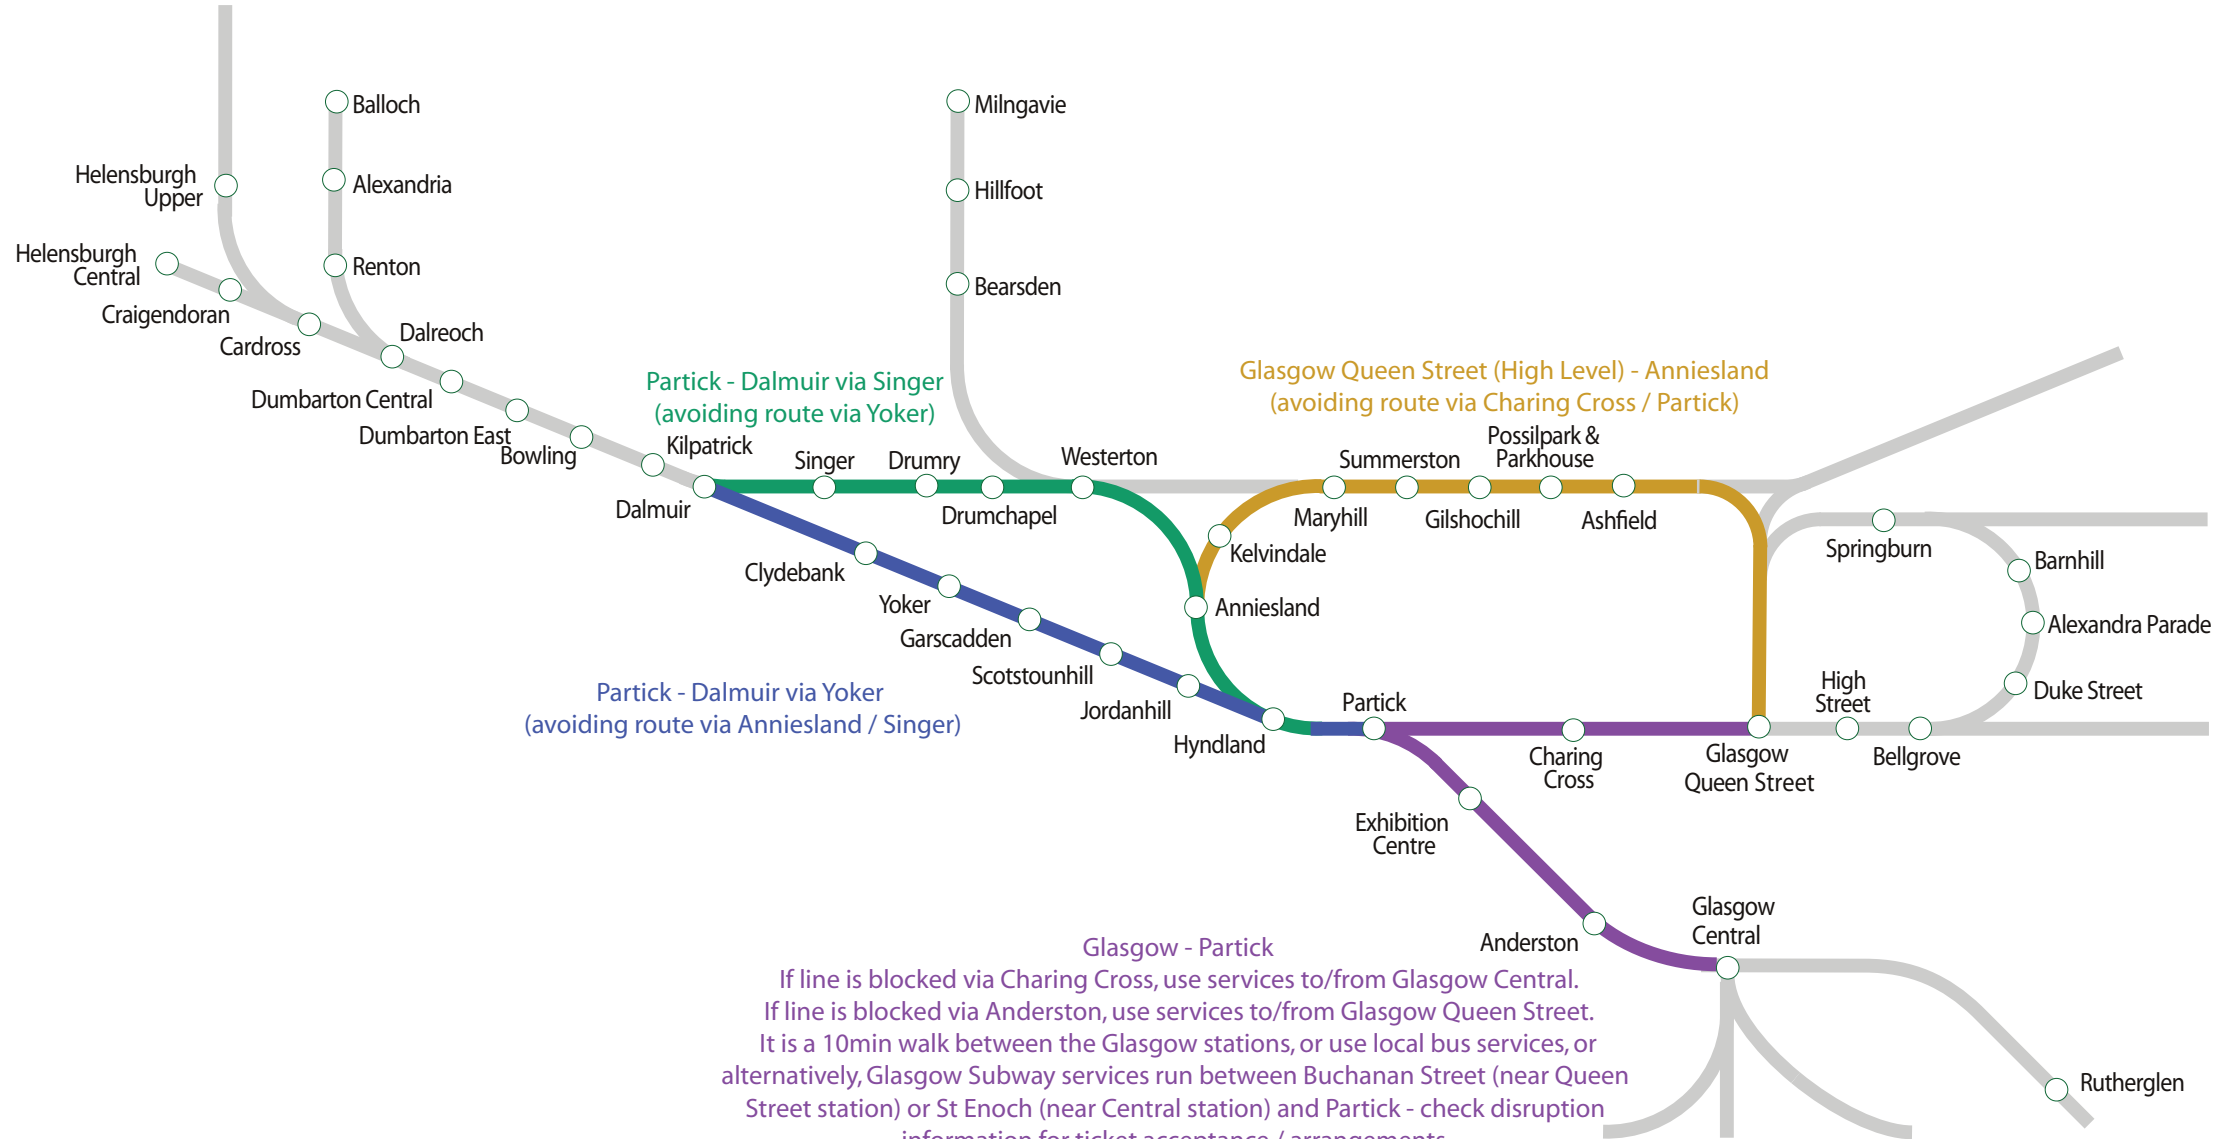 Balloch
Milngavie
Helensburgh
Upper
Alexandria
Hillfoot
Helensburgh
Central
Renton
Bearsden
Craigendoran
Cardross
Dalreoch
Partick - Dalmuir via Singer
(avoiding route via Yoker)
Glasgow Queen Street (High Level) - Anniesland
(avoiding route via Charing Cross / Partick)
Dumbarton Central
Dumbarton East
Bowling
Kilpatrick
Singer
Drumry
Westerton
Summerston
Possilpark &
Parkhouse
Dalmuir
Drumchapel
Maryhill
Gilshochill
Ashfield
Kelvindale
Springburn
Barnhill
Clydebank
Yoker
Anniesland
Alexandra Parade
Garscadden
Scotstounhill
Jordanhill
Hyndland
Partick
High
Street
Duke Street
Partick - Dalmuir via Yoker
(avoiding route via Anniesland / Singer)
Charing
Cross
Glasgow
Queen Street
Bellgrove
Exhibition
Centre
Anderston
Glasgow
Central
Glasgow - Partick
If line is blocked via Charing Cross, use services to/from Glasgow Central.
If line is blocked via Anderston, use services to/from Glasgow Queen Street.
It is a 10min walk between the Glasgow stations, or use local bus services, or
alternatively, Glasgow Subway services run between Buchanan Street (near Queen
Street station) or St Enoch (near Central station) and Partick - check disruption
information for ticket acceptance / arrangements
Rutherglen